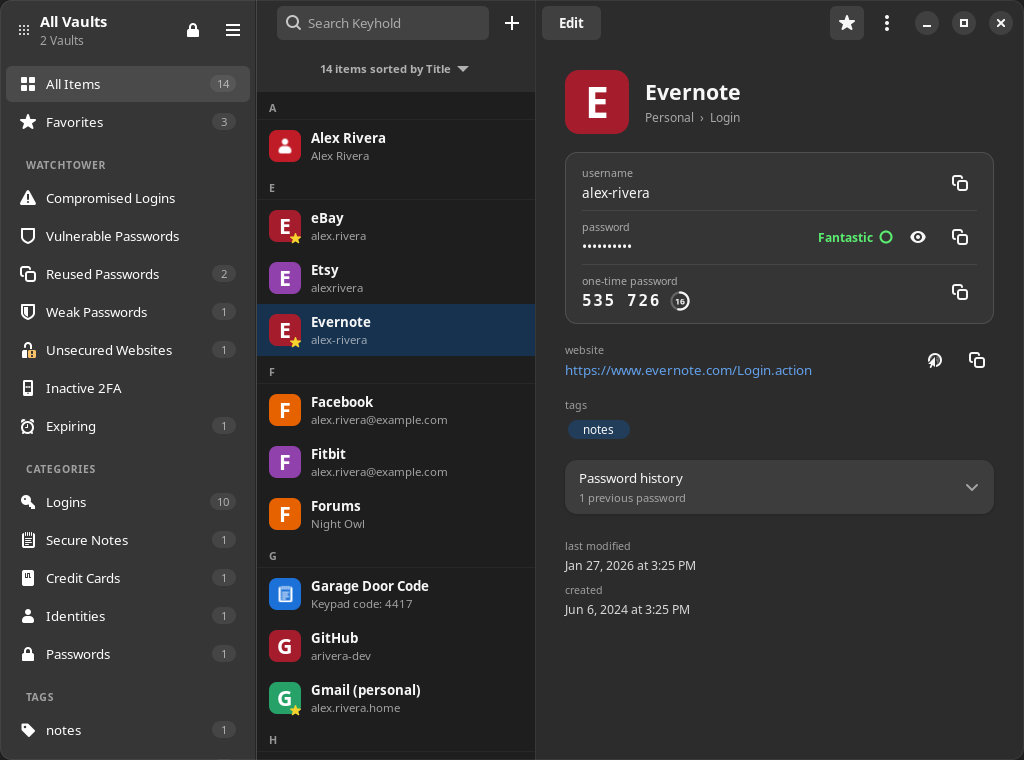 All Vaults
2 Vaults
All Items 14
Favorites 3
WATCHTOWER
Compromised Logins
Vulnerable Passwords
Reused Passwords 2
Weak Passwords 1
Unsecured Websites 1
Inactive 2FA
Expiring 1
CATEGORIES
Logins 10
Secure Notes 1
Credit Cards 1
Identities 1
Passwords 1
TAGS
notes 1
Search Keyhold
14 items sorted by Title
A
Alex Rivera
Alex Rivera
E
E eBay
alex.rivera
E Etsy
alexrivera
E Evernote
alex-rivera
F
F Facebook
alex.rivera@example.com
F Fitbit
alex.rivera@example.com
F Forums
Night Owl
G
Garage Door Code
Keypad code: 4417
G GitHub
arivera-dev
G Gmail (personal)
alex.rivera.home
H
Edit
E Evernote
Personal › Login
username
alex-rivera
password
•••••••••• Fantastic
one-time password
535 726 16
website
https://www.evernote.com/Login.action
tags
notes
Password history
1 previous password
last modified
Jan 27, 2026 at 3:25 PM
created
Jun 6, 2024 at 3:25 PM